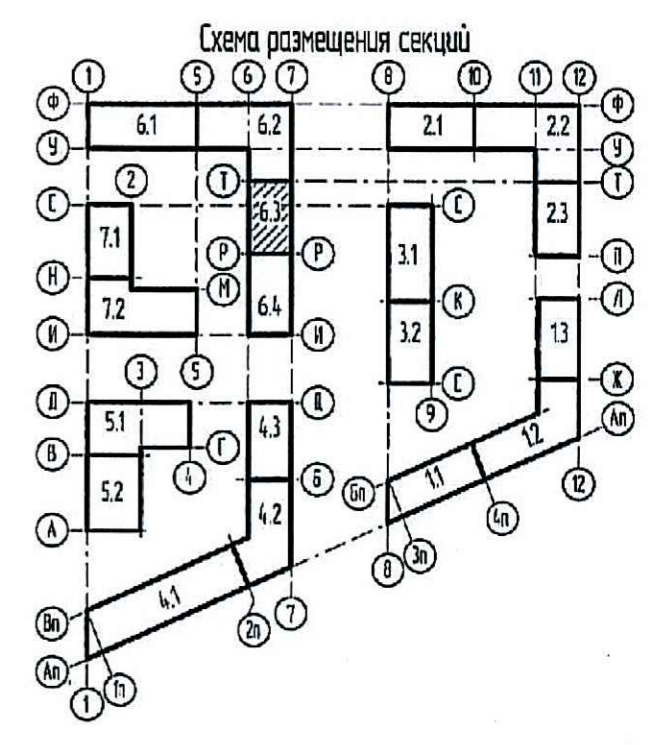 Схема размещения секций
1 5 6 7 8 10 11 12
Ф 6.1 6.2 2.1 2.2 Ф
У У
2 Т Т
С 6.3 С 2.3
7.1 Р Р 3.1 П
Н М К Л
7.2 6.4 3.2 1.3
И И
3 5 С Ж
Д Д 9 Ап
5.1 4.3 1.2
В Г 4 1.1
5.2 Б Бп 12
А 4.2 4п
8 3п
4.1
Вп 2п 7
Ап 1п
1